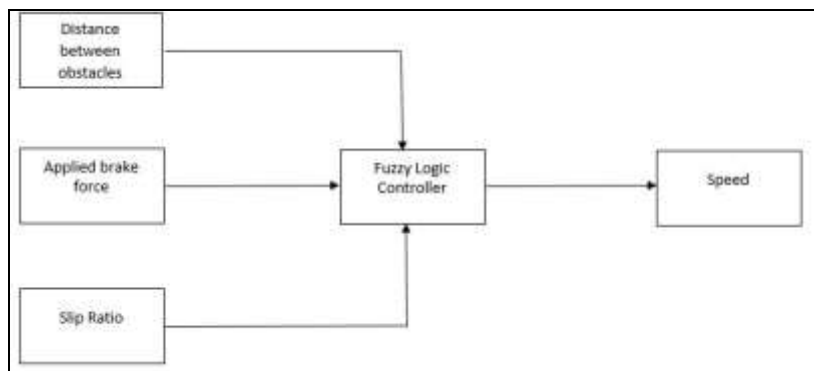 Distance
between
obstacles
Applied brake
force
Fuzzy Logic
Controller
Speed
Slip Ratio